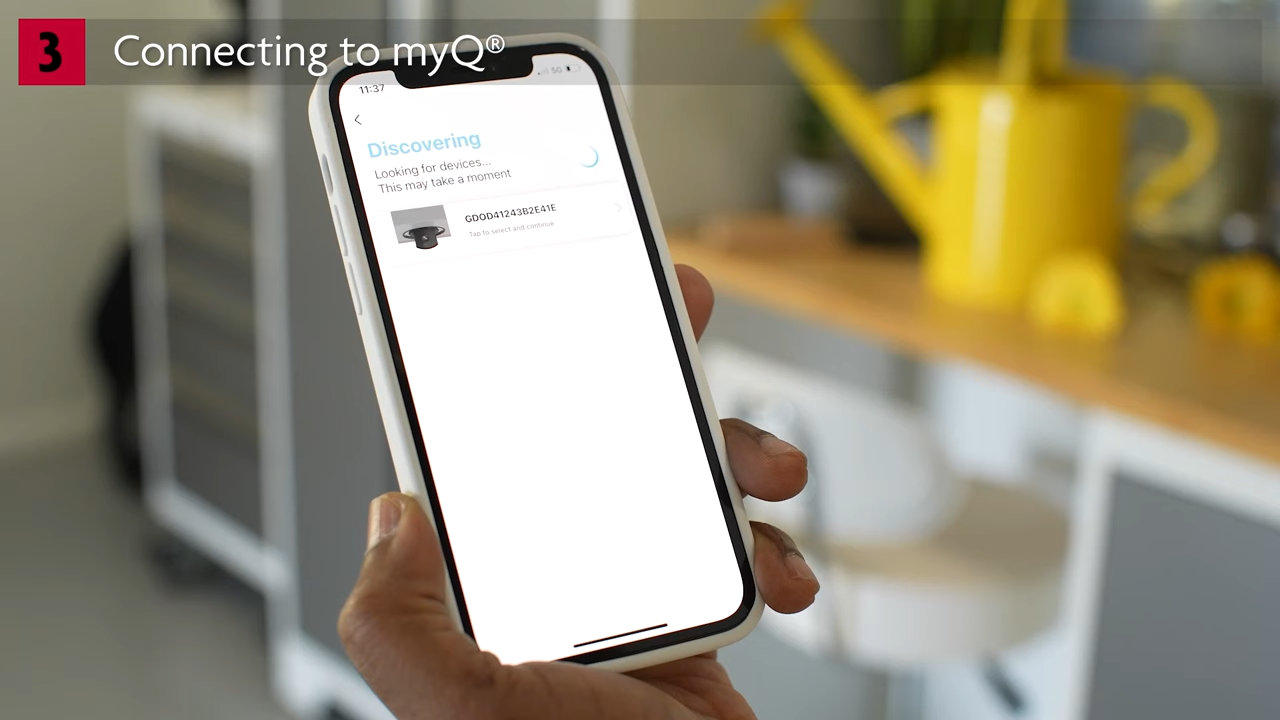 3 Connecting to myQ®
11:37 5G
Discovering
Looking for devices...
This may take a moment
GDOD41243B2E41E
Tap to select and continue